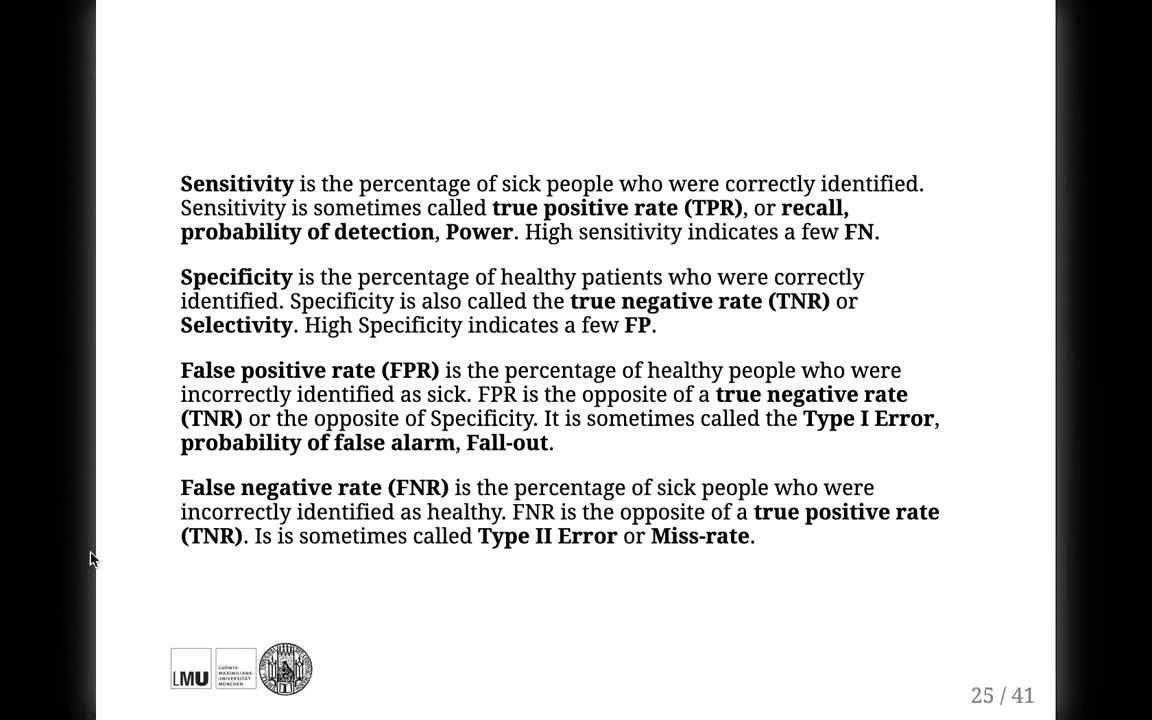 Sensitivity is the percentage of sick people who were correctly identified.
Sensitivity is sometimes called true positive rate (TPR), or recall,
probability of detection, Power. High sensitivity indicates a few FN.
Specificity is the percentage of healthy patients who were correctly
identified. Specificity is also called the true negative rate (TNR) or
Selectivity. High Specificity indicates a few FP.
False positive rate (FPR) is the percentage of healthy people who were
incorrectly identified as sick. FPR is the opposite of a true negative rate
(TNR) or the opposite of Specificity. It is sometimes called the Type I Error,
probability of false alarm, Fall-out.
False negative rate (FNR) is the percentage of sick people who were
incorrectly identified as healthy. FNR is the opposite of a true positive rate
(TNR). Is is sometimes called Type II Error or Miss-rate.
LMU
LUDWIG-
MAXIMILIANS-
UNIVERSITÄT
MÜNCHEN
25 / 41